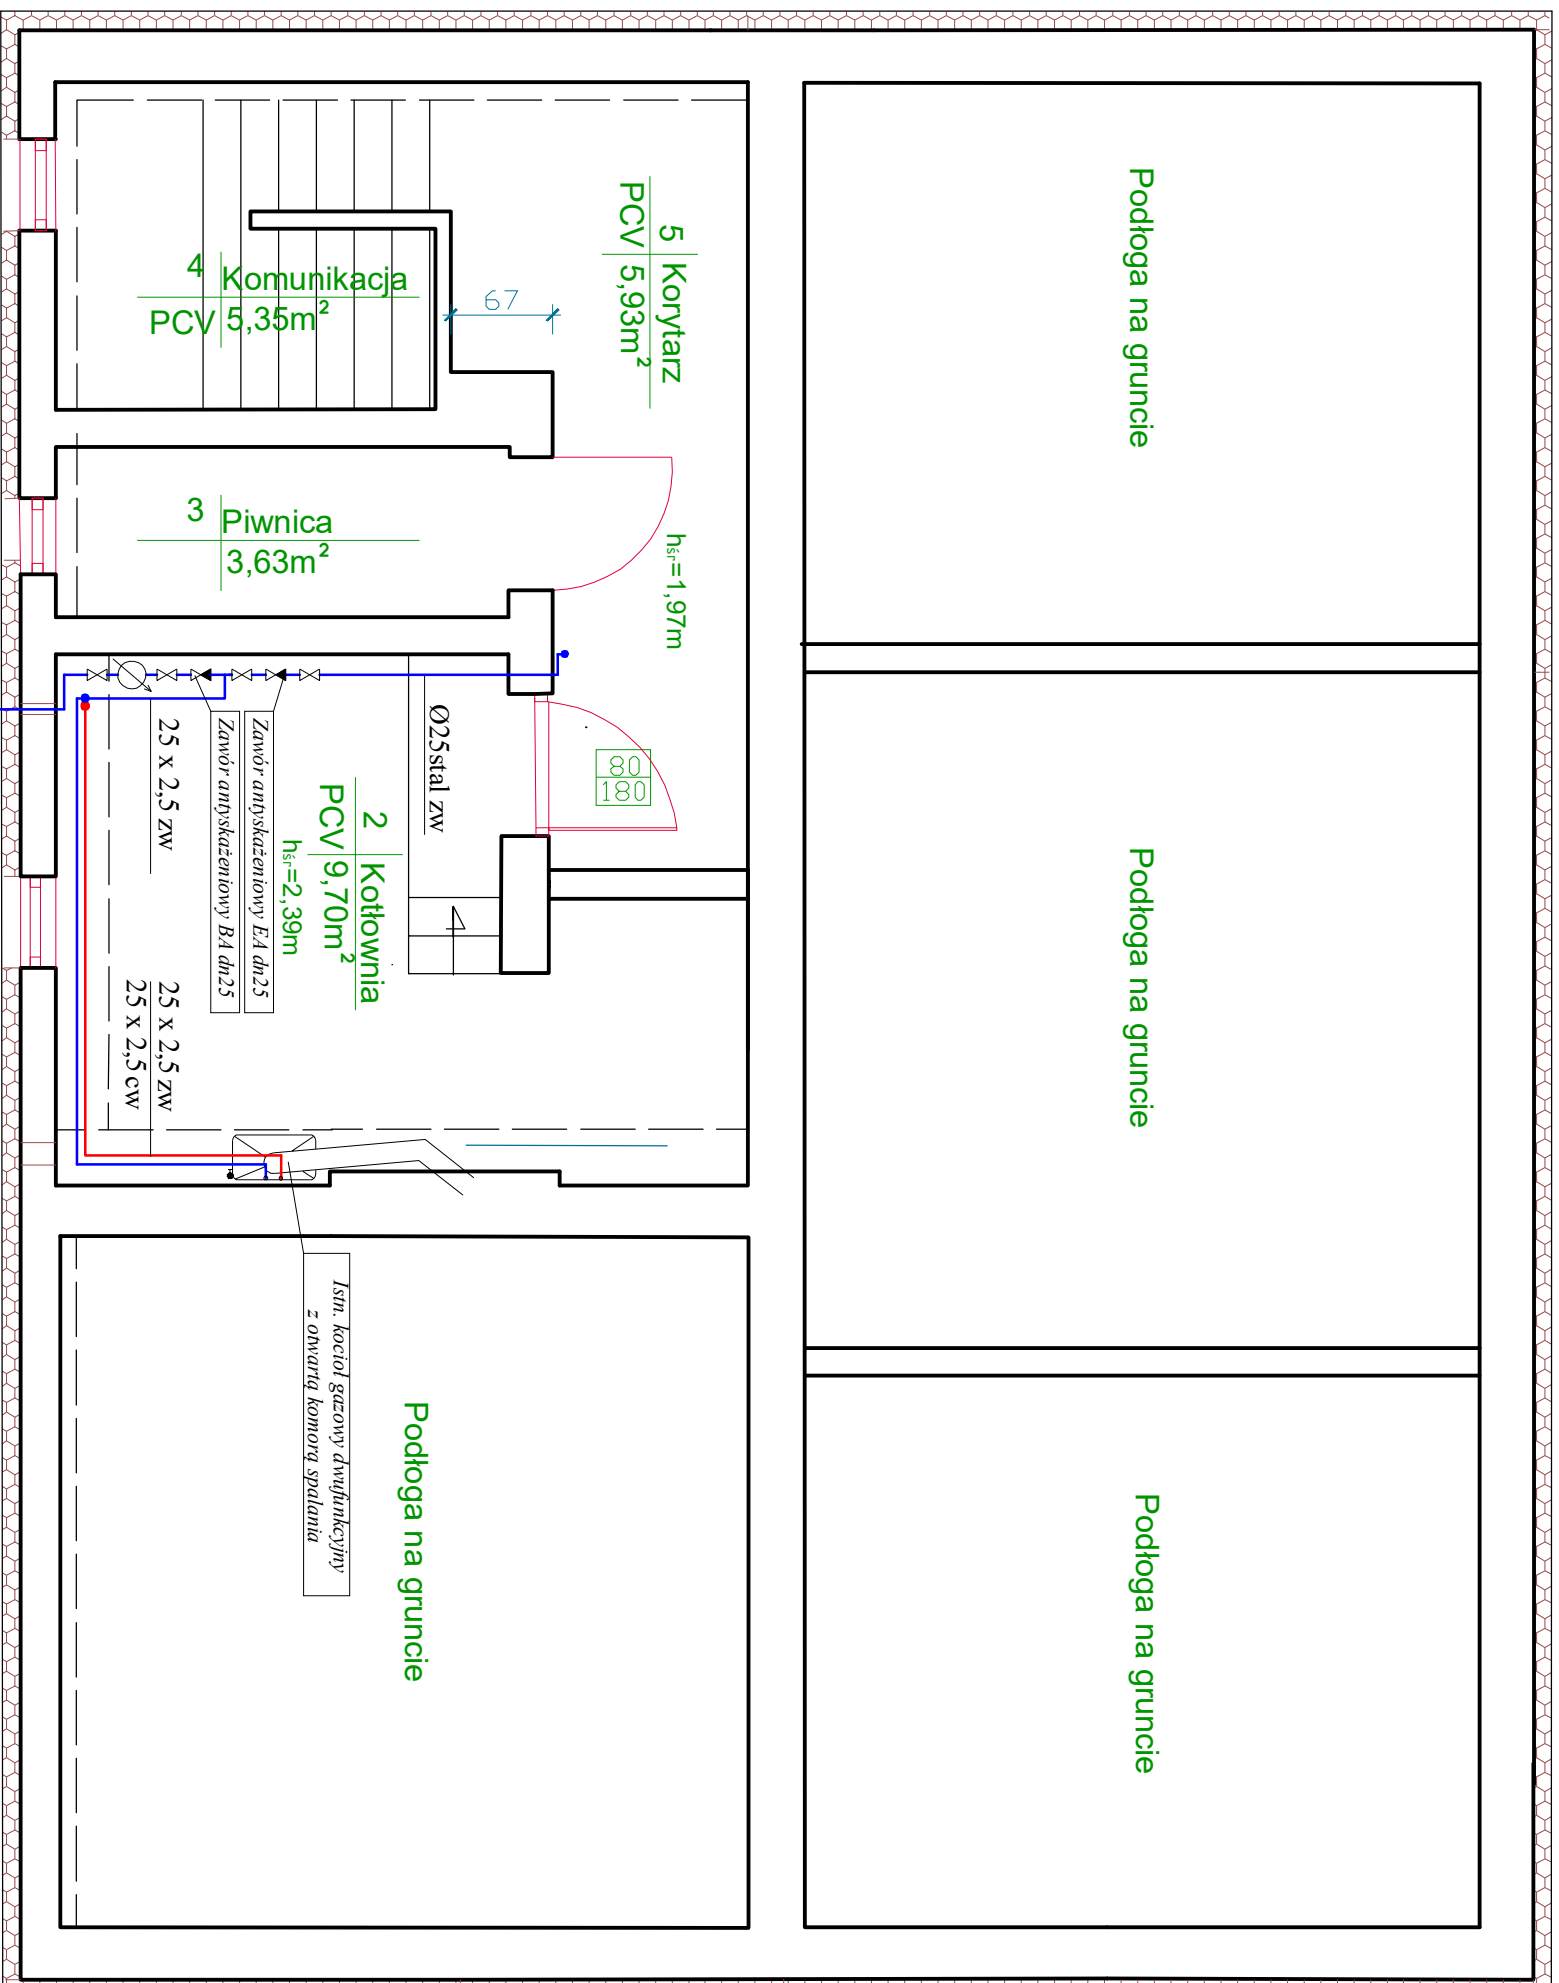 5 Korytarz
PCV 5,93m²
67
4 Komunikacja
PCV 5,35m²
3 Piwnica
3,63m²
hśr=1,97m
80
180
Ø25stal zw
2 Kotłownia
PCV 9,70m²
hśr=2,39m
Zawór antyskażeniowy EA dn25
Zawór antyskażeniowy BA dn25
25 x 2,5 zw
25 x 2,5 zw
25 x 2,5 cw
Istn. kocioł gazowy dwufunkcyjny
z otwartą komorą spalania
Podłoga na gruncie
Podłoga na gruncie
Podłoga na gruncie
Podłoga na gruncie